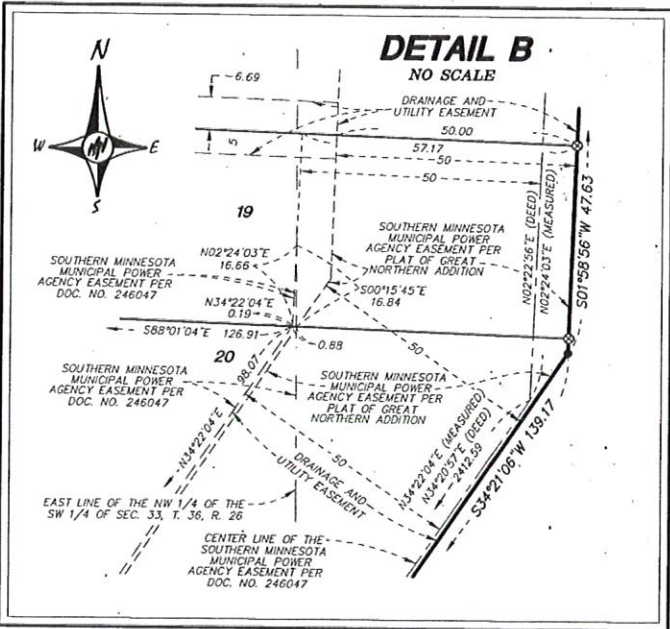 DETAIL B
NO SCALE
N
W
E
S
6.69
DRAINAGE AND
UTILITY EASEMENT
50.00
57.17
5
50
50
19
SOUTHERN MINNESOTA
MUNICIPAL POWER
AGENCY EASEMENT PER
DOC. NO. 246047
N02°24'03"E
16.66
N34°22'04"E
0.19
SOUTHERN MINNESOTA
MUNICIPAL POWER
AGENCY EASEMENT PER
PLAT OF GREAT
NORTHERN ADDITION
S00°15'45"E
16.84
N02°22'56"E (DEED)
N02°24'03"E (MEASURED)
S01°58'56"W 47.63
S88°01'04"E 126.91
0.88
20
50
SOUTHERN MINNESOTA
MUNICIPAL POWER
AGENCY EASEMENT PER
DOC. NO. 246047
98.07
SOUTHERN MINNESOTA
MUNICIPAL POWER
AGENCY EASEMENT PER
PLAT OF GREAT
NORTHERN ADDITION
N34°22'04"E
50
DRAINAGE AND
UTILITY EASEMENT
N34°22'04"E (MEASURED)
N34°20'57"E (DEED)
2412.59
S34°21'06"W 139.17
EAST LINE OF THE NW 1/4 OF THE
SW 1/4 OF SEC. 33, T. 36, R. 26
CENTER LINE OF THE
SOUTHERN MINNESOTA
MUNICIPAL POWER
AGENCY EASEMENT PER
DOC. NO. 246047